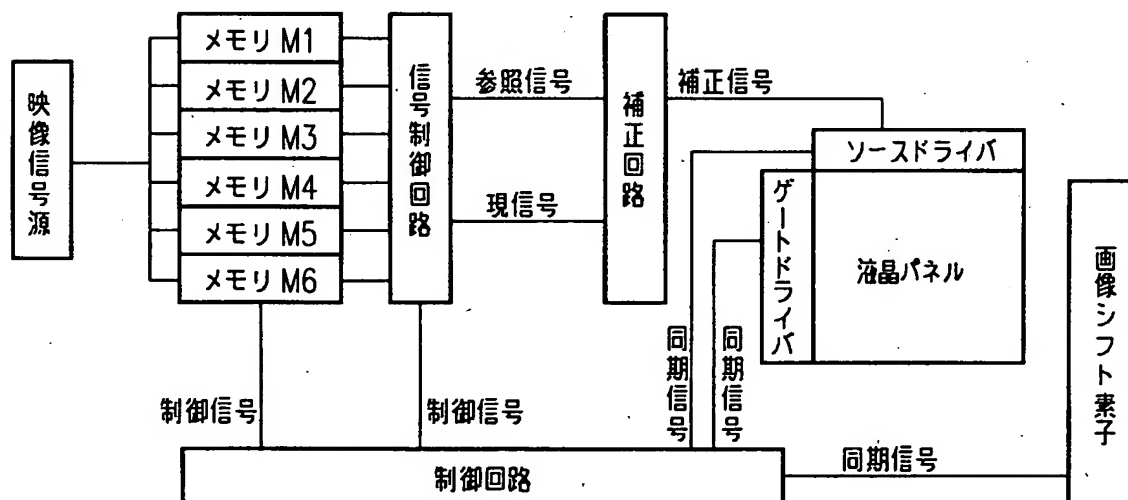 映像信号源
メモリ M1
メモリ M2
メモリ M3
メモリ M4
メモリ M5
メモリ M6
信号制御回路
参照信号
現信号
補正回路
補正信号
ソースドライバ
ゲートドライバ
液晶パネル
画像シフト素子
同期信号
同期信号
制御信号
制御信号
制御回路
同期信号